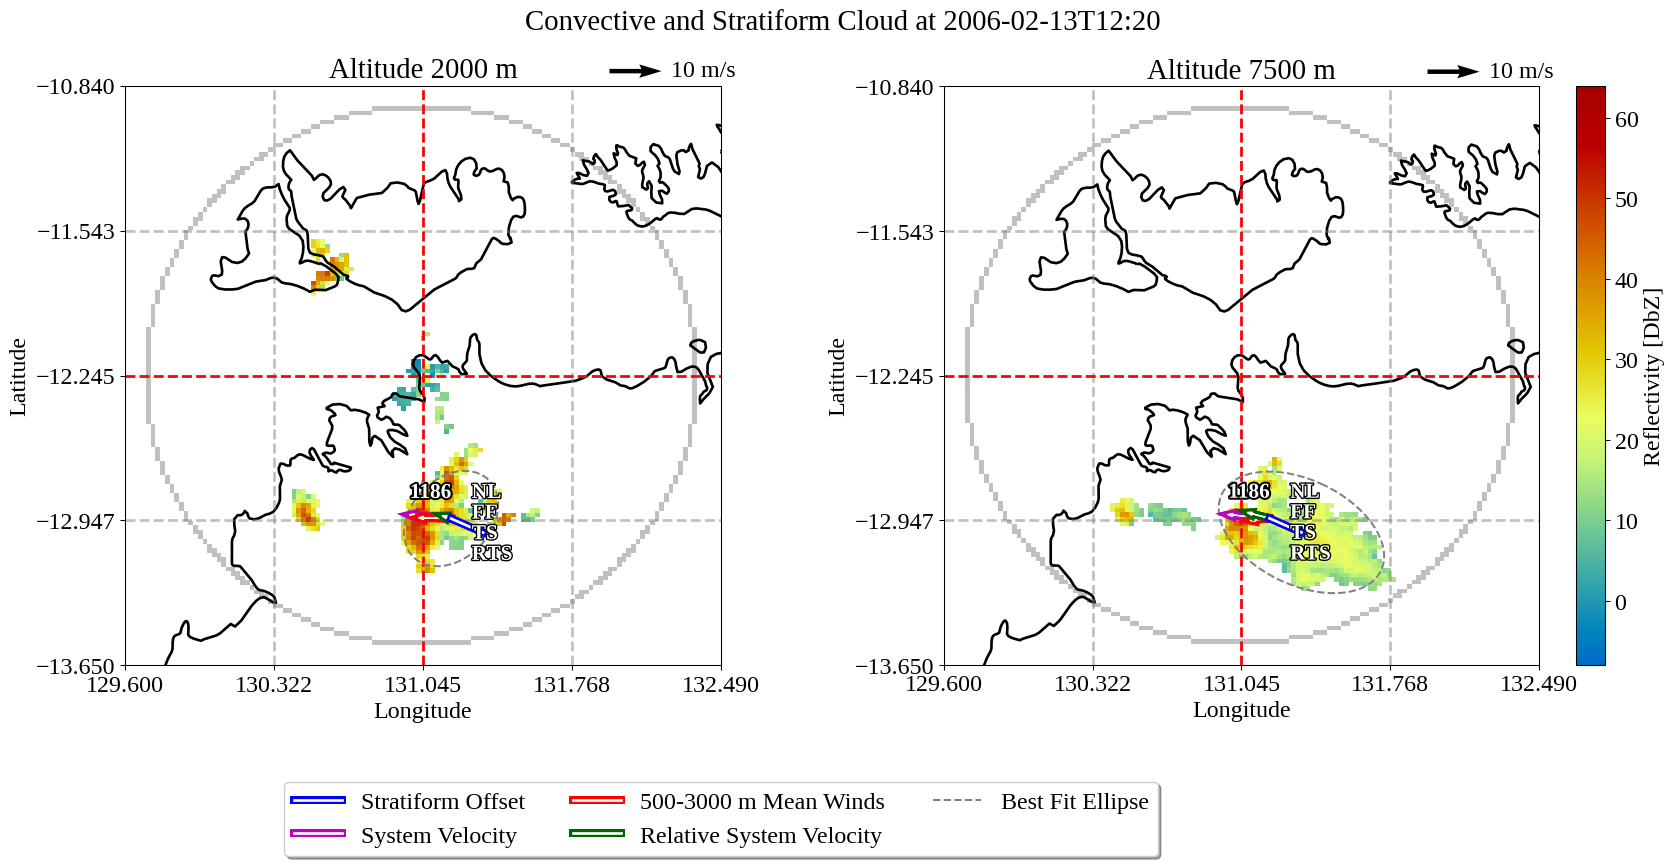 Convective and Stratiform Cloud at 2006-02-13T12:20
Altitude 2000 m
10 m/s
−10.840
−11.543
−12.245
−12.947
−13.650
Latitude
1186
NL
FF
TS
RTS
129.600
130.322
131.045
131.768
132.490
Longitude
Altitude 7500 m
10 m/s
−10.840
−11.543
−12.245
−12.947
−13.650
Latitude
1186
NL
FF
TS
RTS
129.600
130.322
131.045
131.768
132.490
Longitude
60
50
40
30
20
10
0
Reflectivity [DbZ]
Stratiform Offset
System Velocity
500-3000 m Mean Winds
Relative System Velocity
Best Fit Ellipse